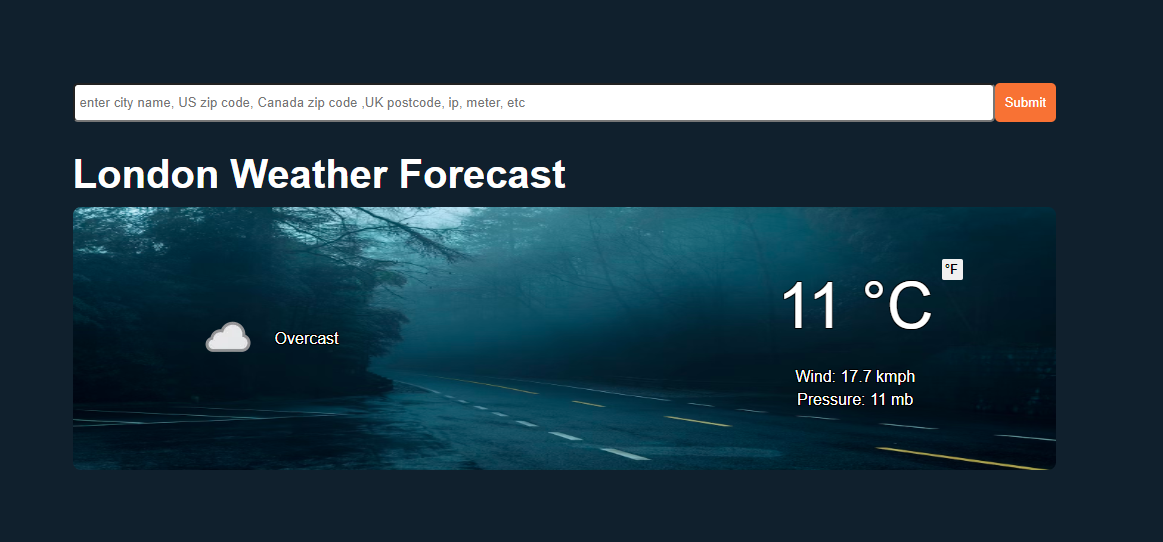 enter city name, US zip code, Canada zip code ,UK postcode, ip, meter, etc
Submit
London Weather Forecast
Overcast
11 °C
°F
Wind: 17.7 kmph
Pressure: 11 mb